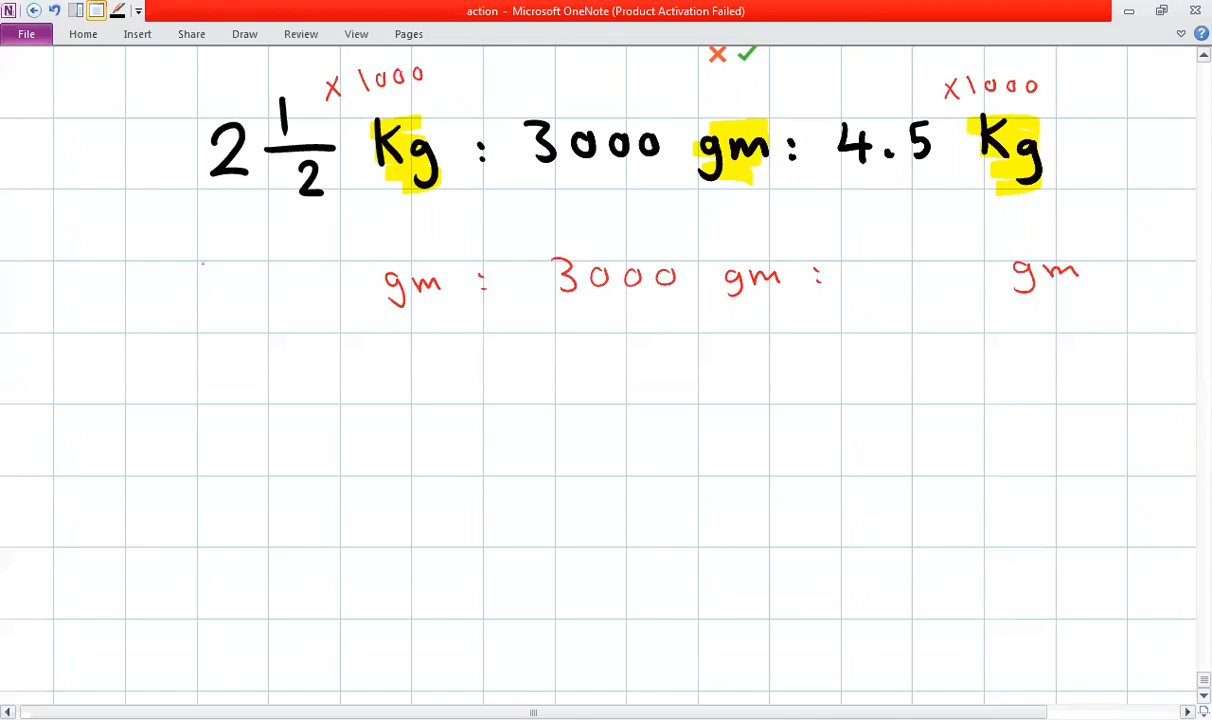 action - Microsoft OneNote (Product Activation Failed)
File Home Insert Share Draw Review View Pages
x 1000 x1000
2 1/2 Kg : 3000 gm : 4.5 Kg
gm : 3000 gm : gm